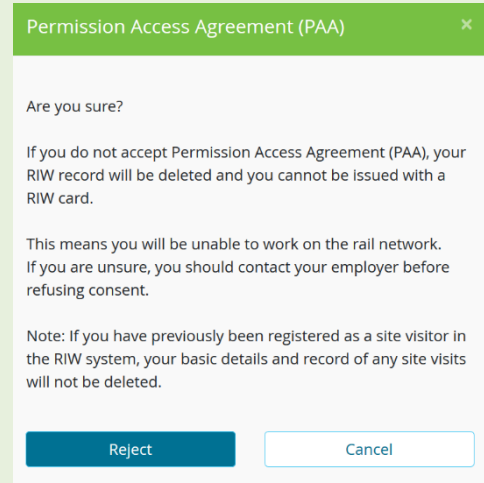 Permission Access Agreement (PAA) ×
Are you sure?
If you do not accept Permission Access Agreement (PAA), your
RIW record will be deleted and you cannot be issued with a
RIW card.
This means you will be unable to work on the rail network.
If you are unsure, you should contact your employer before
refusing consent.
Note: If you have previously been registered as a site visitor in
the RIW system, your basic details and record of any site visits
will not be deleted.
Reject Cancel